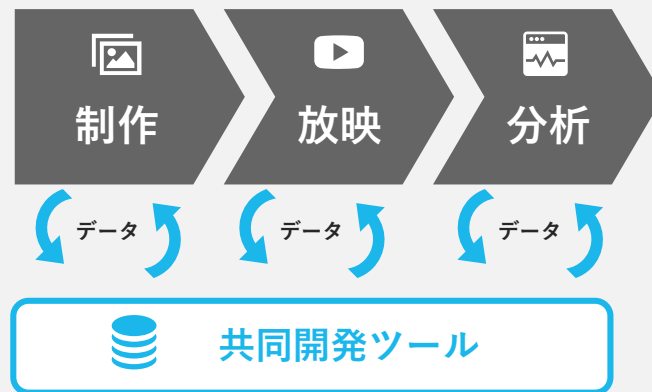 制作
放映
分析
データ
データ
データ
共同開発ツール